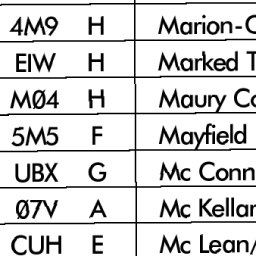 4M9 H Marion-C
EIW H Marked T
MØ4 H Maury Co
5M5 F Mayfield
UBX G Mc Conn
Ø7V A Mc Kellar
CUH E Mc Lean/